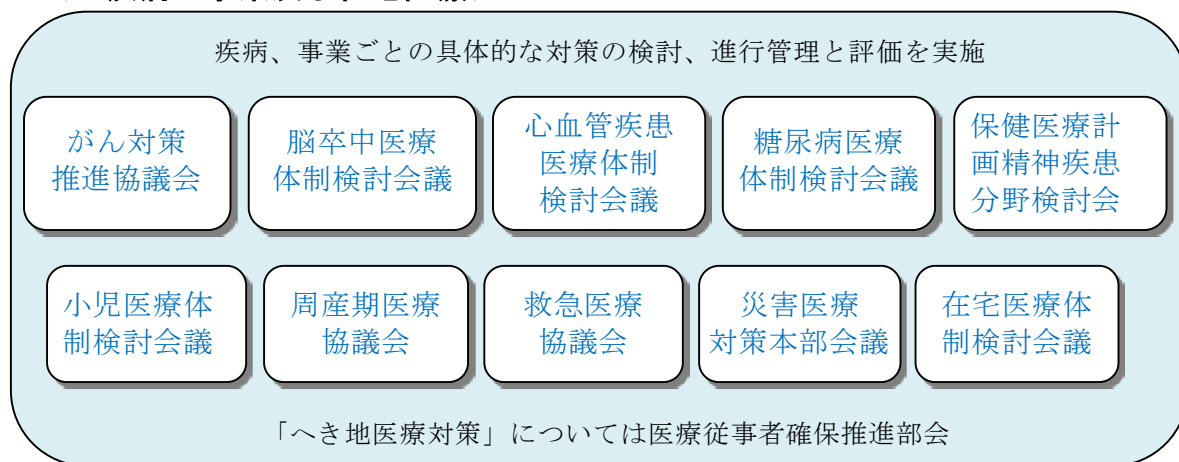 疾病、事業ごとの具体的な対策の検討、進行管理と評価を実施
がん対策
推進協議会
脳卒中医療
体制検討会議
心血管疾患
医療体制
検討会議
糖尿病医療
体制検討会議
保健医療計
画精神疾患
分野検討会
小児医療体
制検討会議
周産期医療
協議会
救急医療
協議会
災害医療
対策本部会議
在宅医療体
制検討会議
「へき地医療対策」については医療従事者確保推進部会